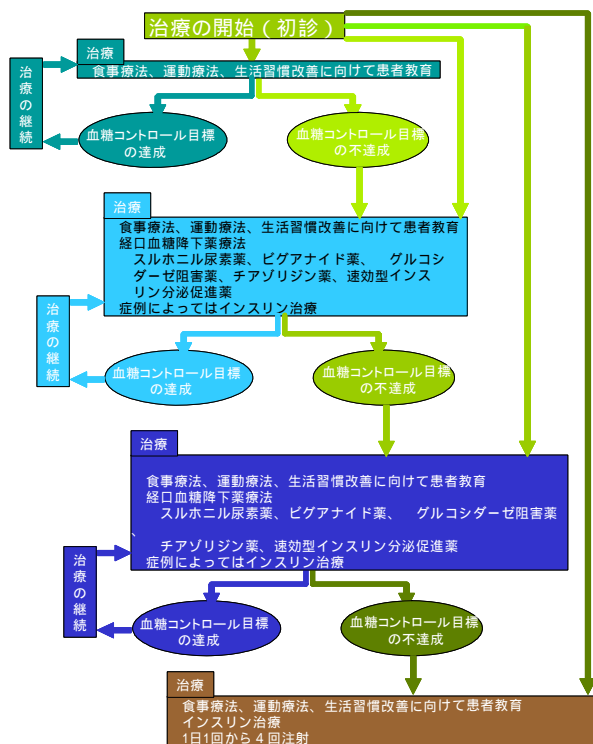 治療の開始(初診)
治療
食事療法、運動療法、生活習慣改善に向けて患者教育
治療の継続
血糖コントロール目標
の達成
血糖コントロール目標
の不達成
治療
食事療法、運動療法、生活習慣改善に向けて患者教育
経口血糖降下薬療法
スルホニル尿素薬、ビグアナイド薬、 グルコシ
ダーゼ阻害薬、チアゾリジン薬、速効型インス
リン分泌促進薬
症例によってはインスリン治療
治療の継続
血糖コントロール目標
の達成
血糖コントロール目標
の不達成
治療
食事療法、運動療法、生活習慣改善に向けて患者教育
経口血糖降下薬療法
スルホニル尿素薬、ビグアナイド薬、 グルコシダーゼ阻害薬
、
チアゾリジン薬、速効型インスリン分泌促進薬
症例によってはインスリン治療
治療の継続
血糖コントロール目標
の達成
血糖コントロール目標
の不達成
治療
食事療法、運動療法、生活習慣改善に向けて患者教育
インスリン治療
1日1回から4回注射